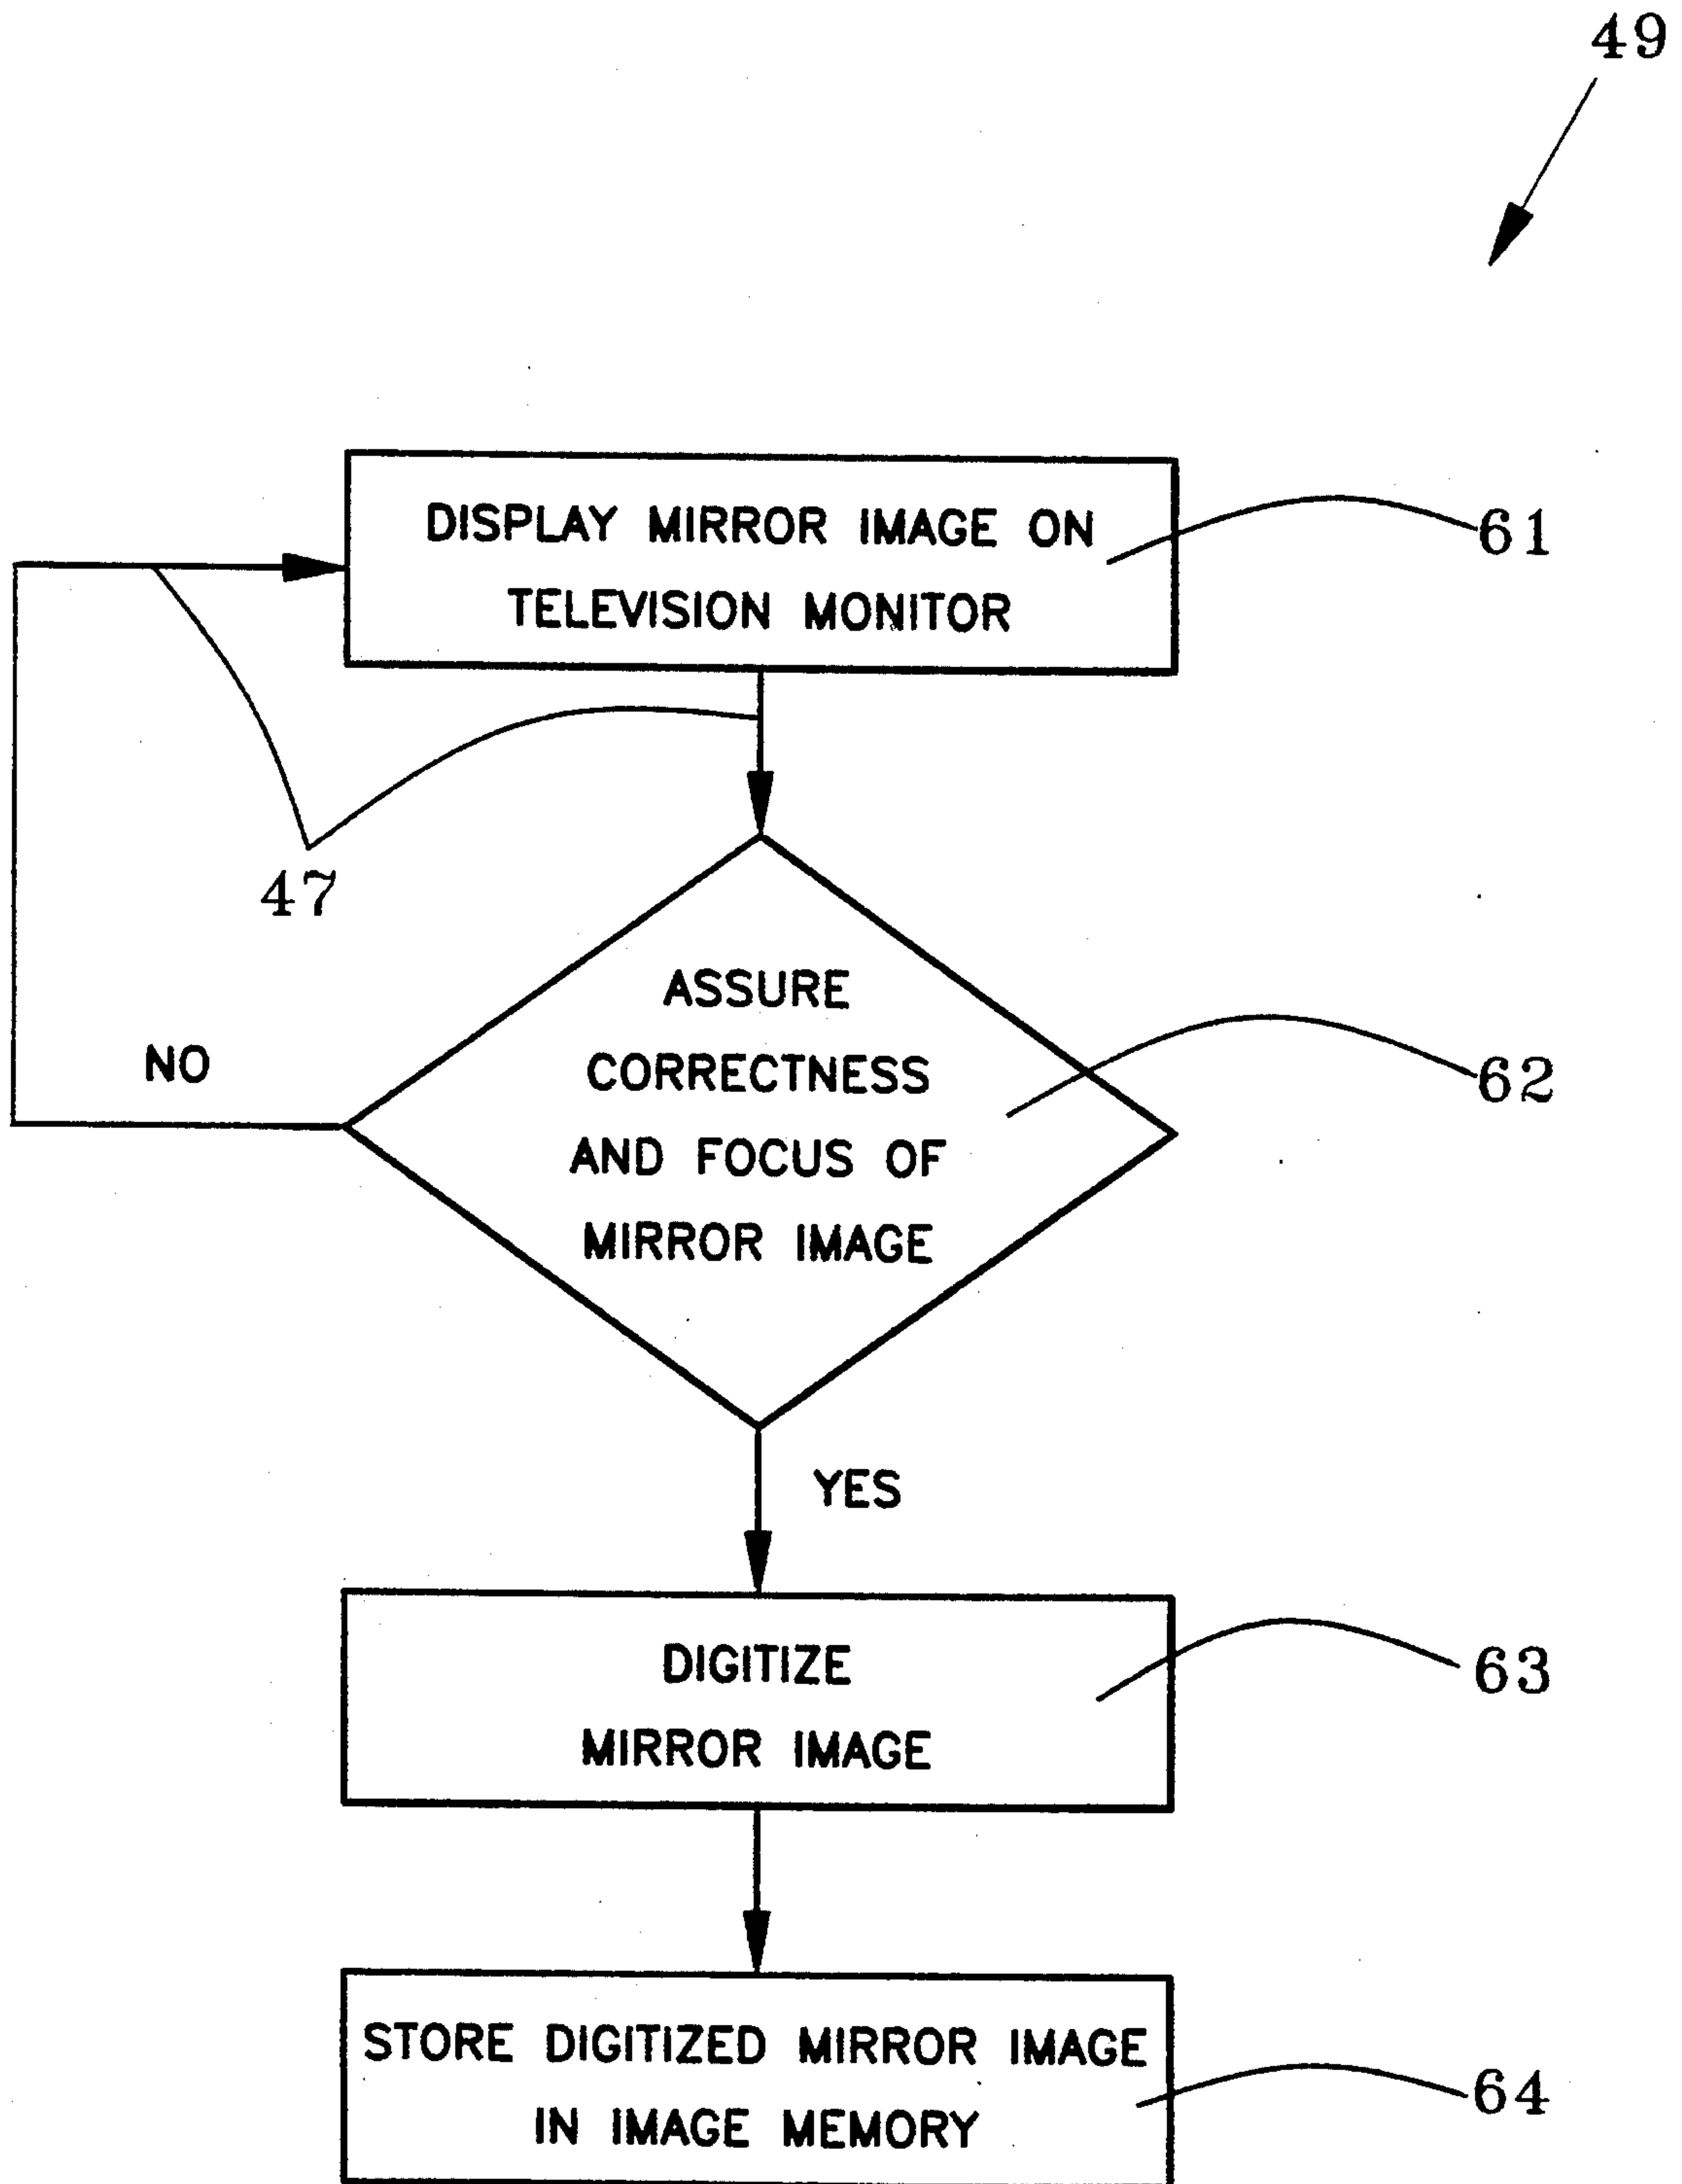 49
DISPLAY MIRROR IMAGE ON
TELEVISION MONITOR
61
47
ASSURE
CORRECTNESS
AND FOCUS OF
MIRROR IMAGE
62
NO
YES
DIGITIZE
MIRROR IMAGE
63
STORE DIGITIZED MIRROR IMAGE
IN IMAGE MEMORY
64